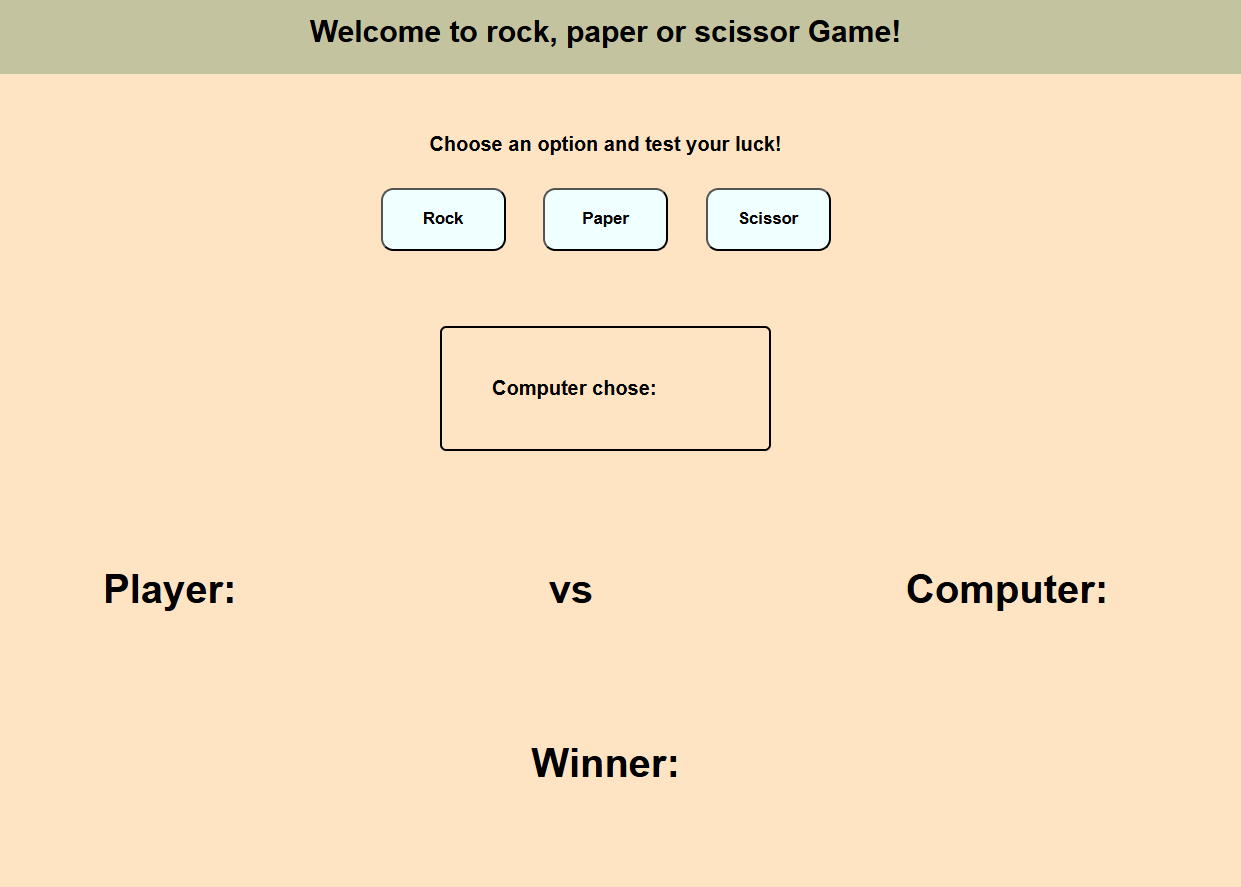 Welcome to rock, paper or scissor Game!
Choose an option and test your luck!
Rock Paper Scissor
Computer chose:
Player: vs Computer:
Winner: